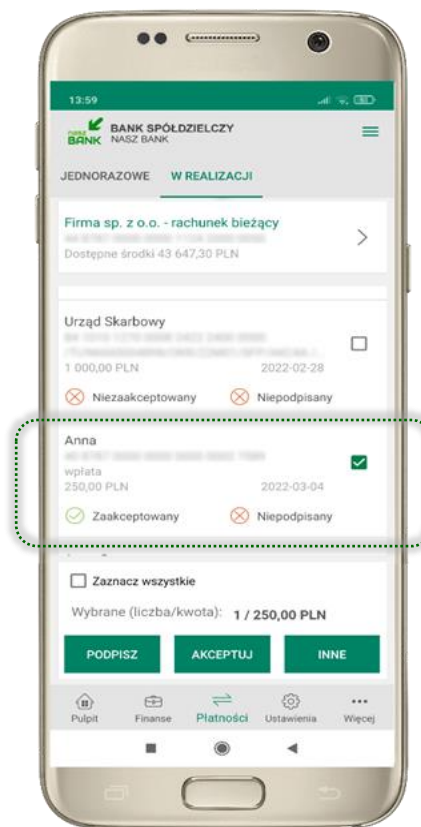 13:59
NASZ BANK
BANK SPÓŁDZIELCZY
NASZ BANK
JEDNORAZOWE W REALIZACJI
Firma sp. z o.o. - rachunek bieżący
Dostępne środki 43 647,30 PLN
Urząd Skarbowy
1 000,00 PLN 2022-02-28
Niezaakceptowany Niepodpisany
Anna
wpłata
250,00 PLN 2022-03-04
Zaakceptowany Niepodpisany
Zaznacz wszystkie
Wybrane (liczba/kwota): 1 / 250,00 PLN
PODPISZ AKCEPTUJ INNE
Pulpit Finanse Płatności Ustawienia Więcej